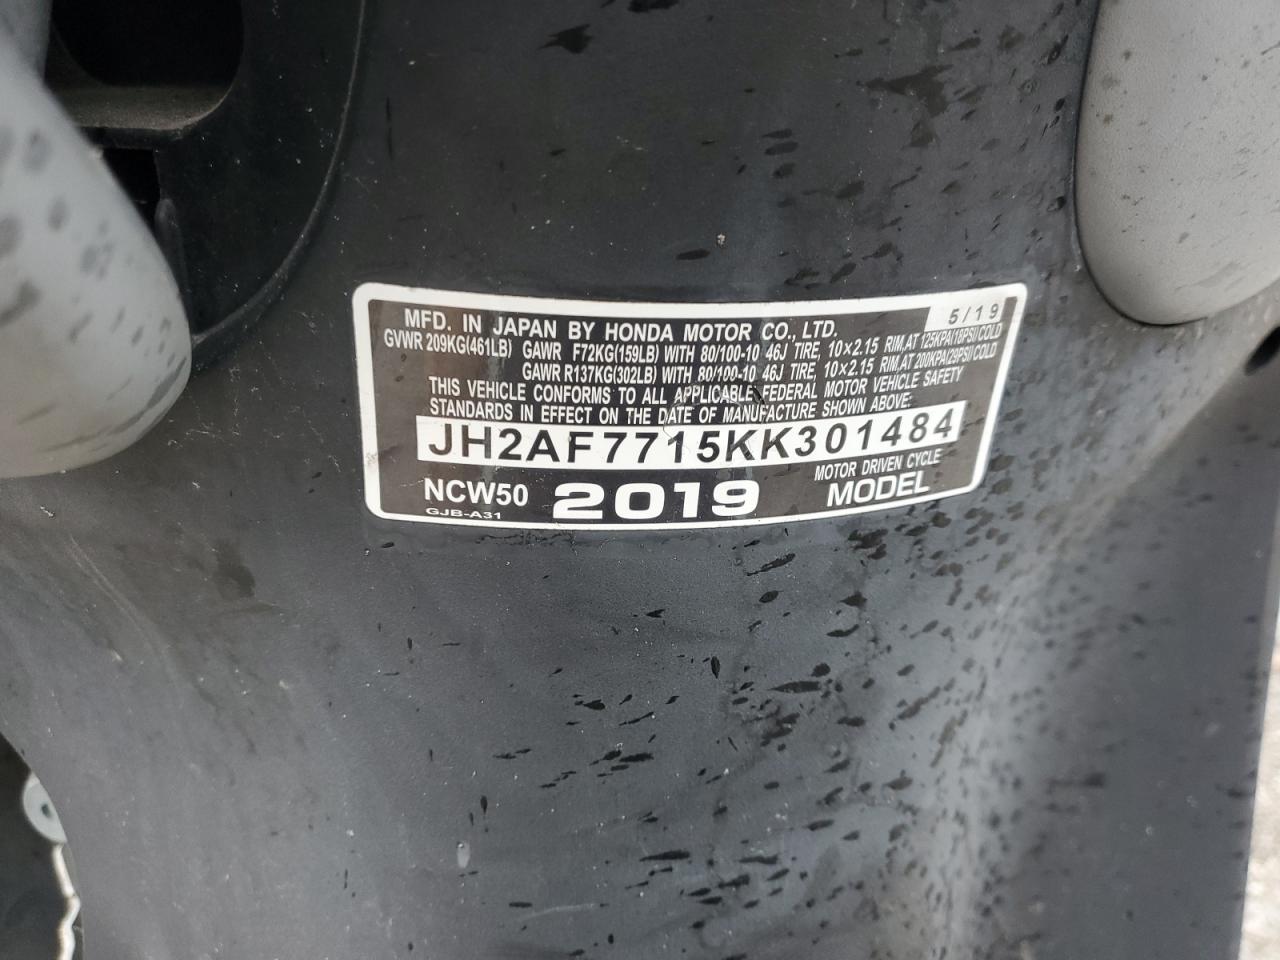 5/19
MFD. IN JAPAN BY HONDA MOTOR CO., LTD.
GVWR 209KG(461LB) GAWR F72KG(159LB) WITH 80/100-10 46J TIRE, 10×2.15 RIM,AT 125KPA(18PSI)COLD
GAWR R137KG(302LB) WITH 80/100-10 46J TIRE, 10×2.15 RIM,AT 200KPA(29PSI)COLD
THIS VEHICLE CONFORMS TO ALL APPLICABLE FEDERAL MOTOR VEHICLE SAFETY
STANDARDS IN EFFECT ON THE DATE OF MANUFACTURE SHOWN ABOVE:
JH2AF7715KK301484
MOTOR DRIVEN CYCLE
NCW50 2019 MODEL
GJB-A31